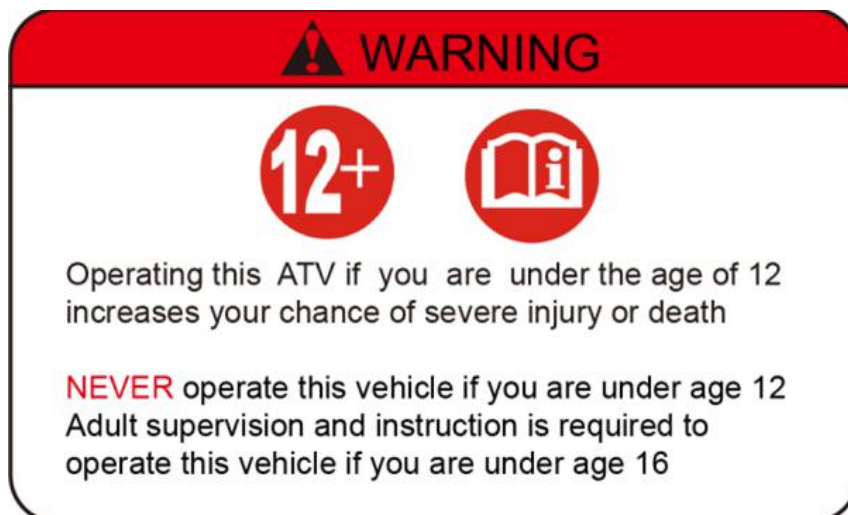 WARNING
12+
i
Operating this ATV if you are under the age of 12
increases your chance of severe injury or death
NEVER operate this vehicle if you are under age 12
Adult supervision and instruction is required to
operate this vehicle if you are under age 16